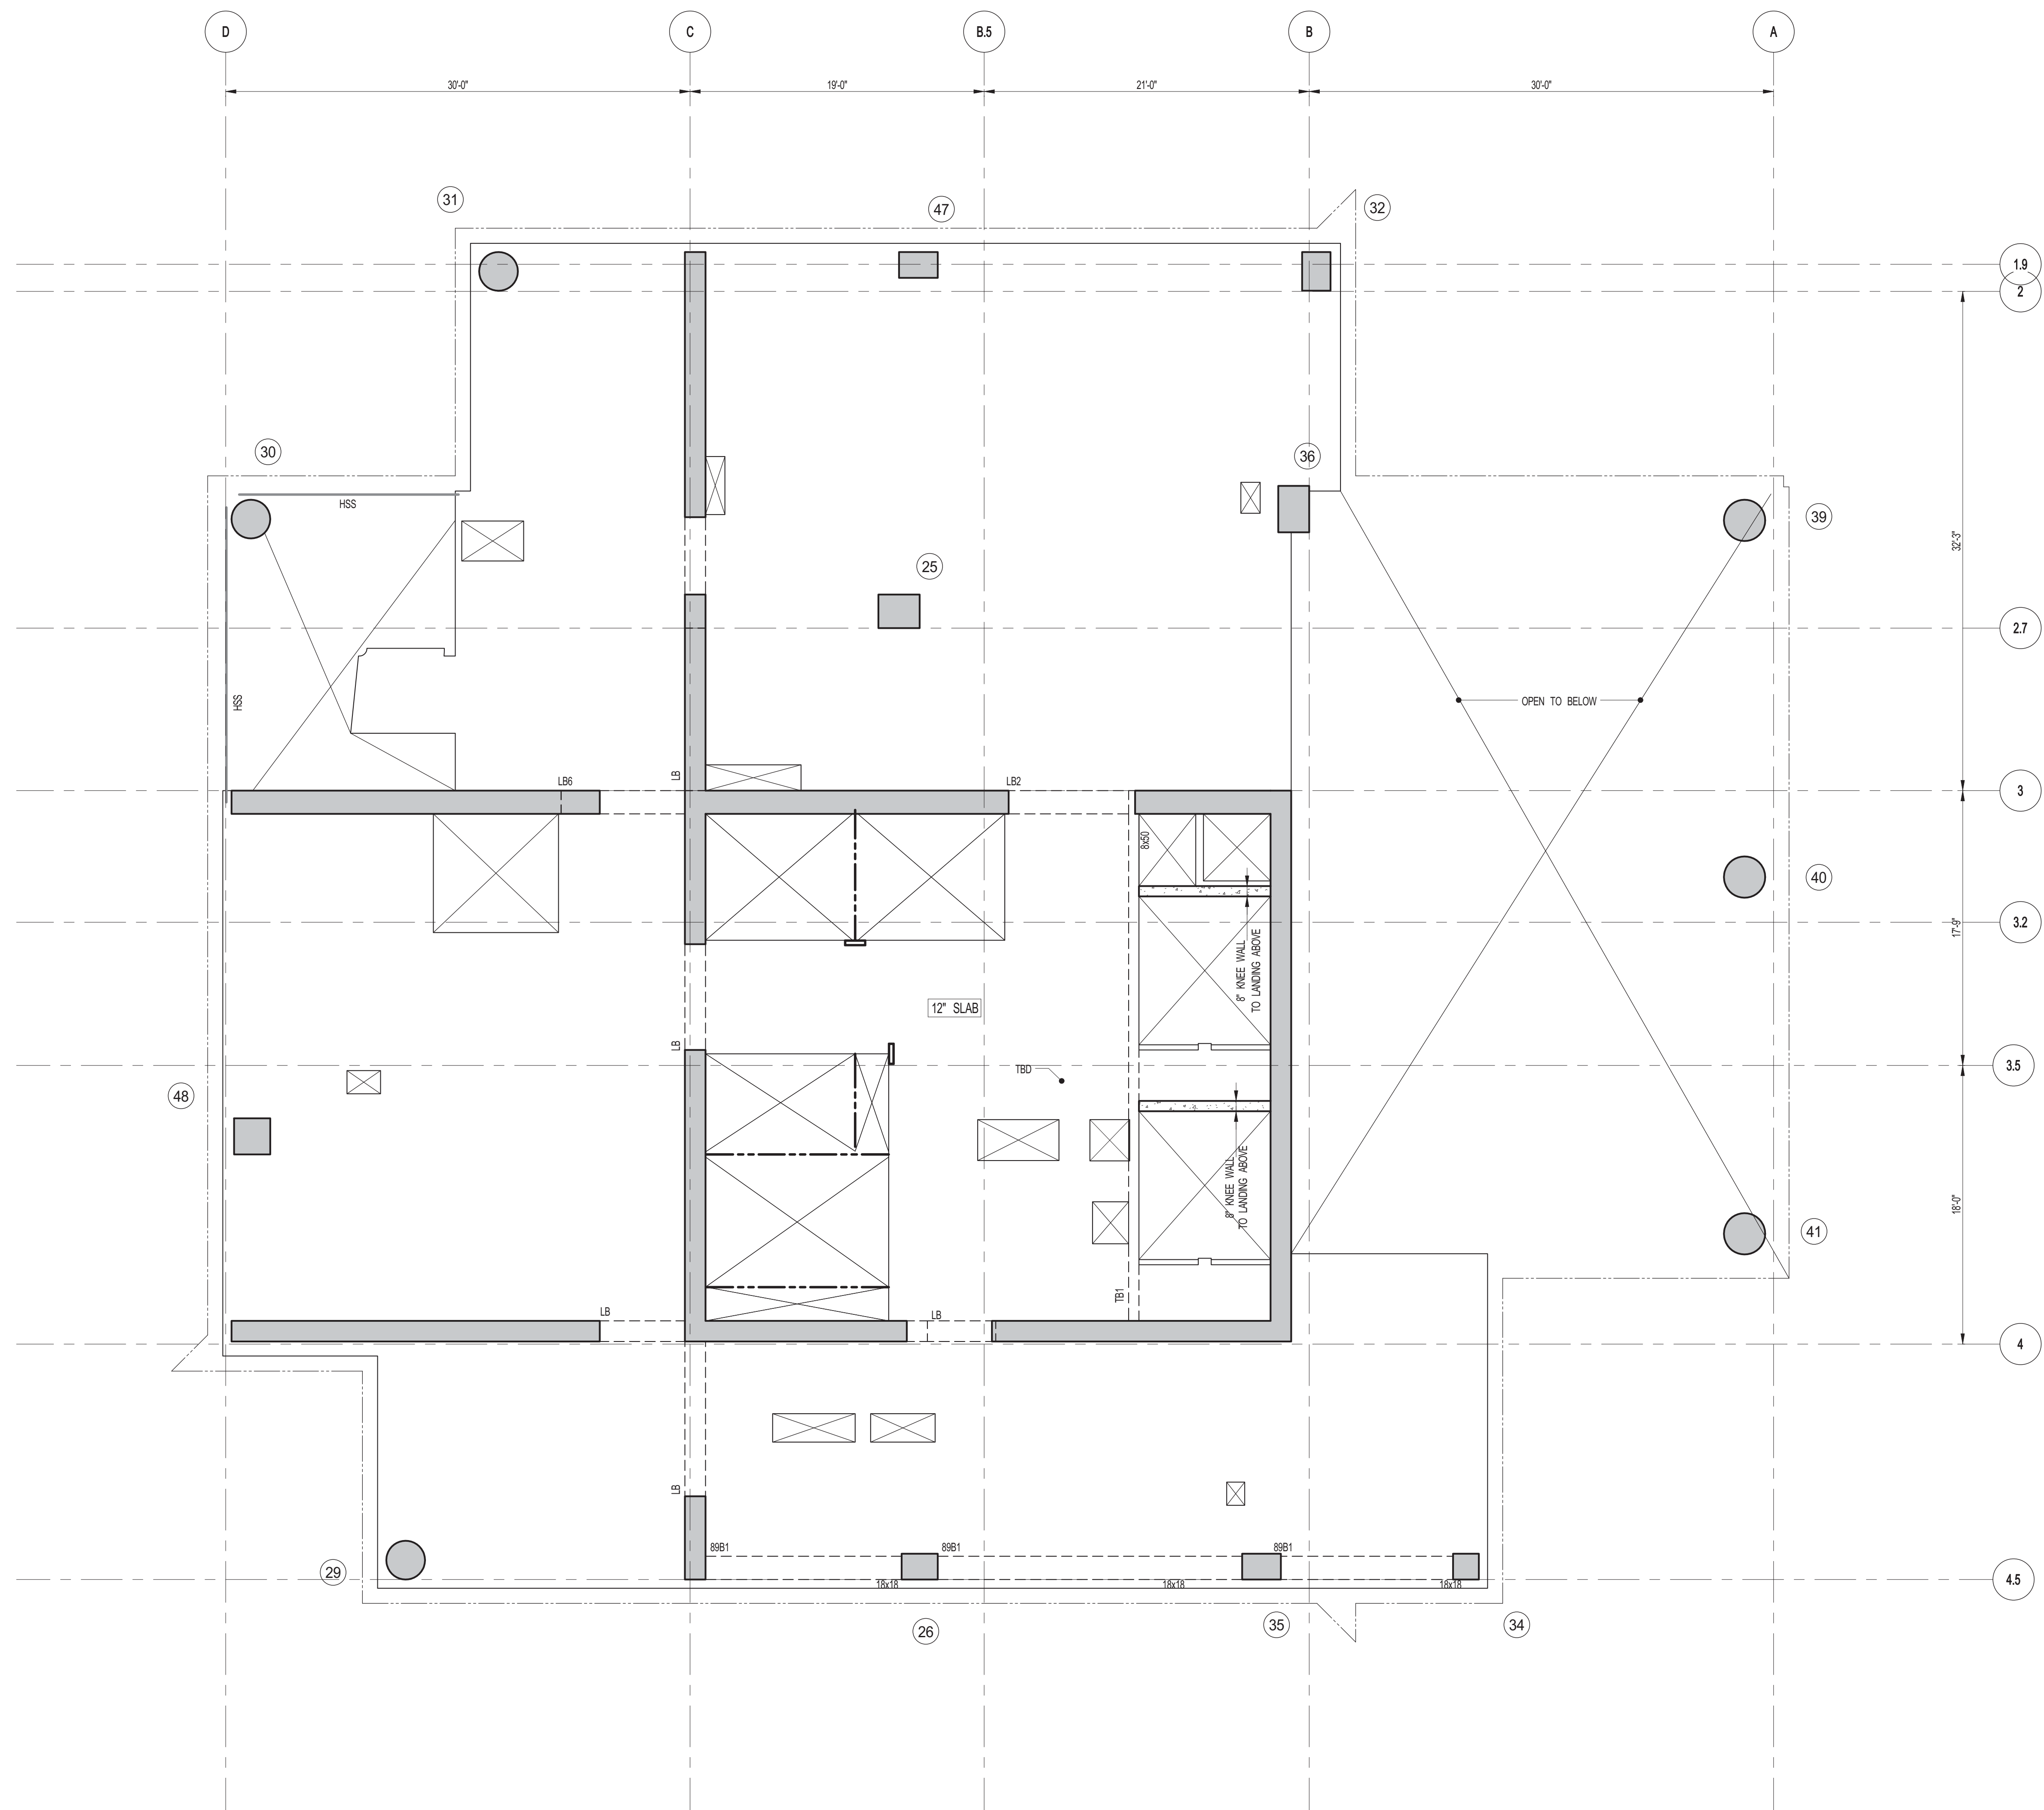 D
C
B.5
B
A
30'-0"
19'-0"
21'-0"
30'-0"
31
47
32
1.9
2
30
36
HSS
39
32'-3"
25
2.7
HSS
OPEN TO BELOW
LB6
LB
LB2
3
8x50
40
3.2
17'-9"
8" KNEE WALL
TO LANDING ABOVE
12" SLAB
LB
TBD
3.5
48
8" KNEE WALL
TO LANDING ABOVE
18'-0"
41
TB1
LB
LB
4
LB
89B1
89B1
89B1
29
18x18
18x18
18x18
4.5
26
35
34